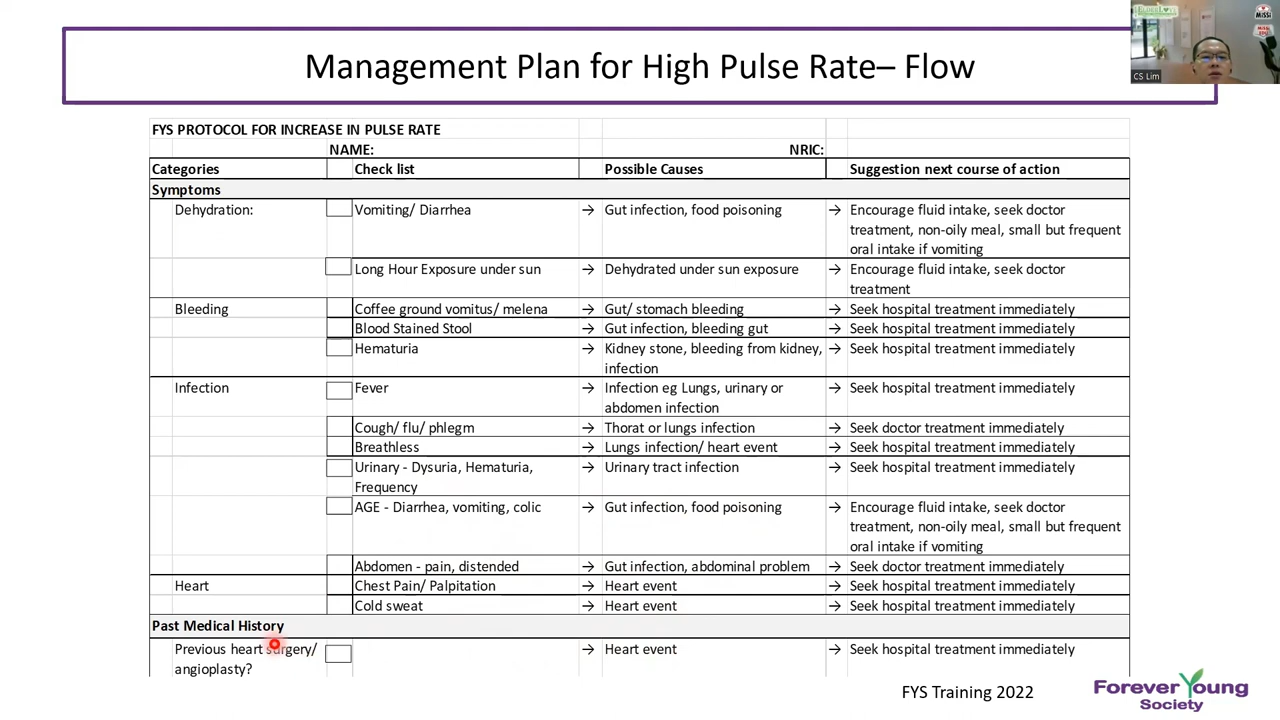 Management Plan for High Pulse Rate– Flow
CS Lim
MiSSi
FYS PROTOCOL FOR INCREASE IN PULSE RATE
NAME: NRIC:
Categories Check list Possible Causes Suggestion next course of action
Symptoms
Dehydration: Vomiting/ Diarrhea → Gut infection, food poisoning → Encourage fluid intake, seek doctor
treatment, non-oily meal, small but frequent
oral intake if vomiting
Long Hour Exposure under sun → Dehydrated under sun exposure → Encourage fluid intake, seek doctor
treatment
Bleeding Coffee ground vomitus/ melena → Gut/ stomach bleeding → Seek hospital treatment immediately
Blood Stained Stool → Gut infection, bleeding gut → Seek hospital treatment immediately
Hematuria → Kidney stone, bleeding from kidney, → Seek hospital treatment immediately
infection
Infection Fever → Infection eg Lungs, urinary or → Seek hospital treatment immediately
abdomen infection
Cough/ flu/ phlegm → Thorat or lungs infection → Seek doctor treatment immediately
Breathless → Lungs infection/ heart event → Seek hospital treatment immediately
Urinary - Dysuria, Hematuria, → Urinary tract infection → Seek hospital treatment immediately
Frequency
AGE - Diarrhea, vomiting, colic → Gut infection, food poisoning → Encourage fluid intake, seek doctor
treatment, non-oily meal, small but frequent
oral intake if vomiting
Abdomen - pain, distended → Gut infection, abdominal problem → Seek doctor treatment immediately
Heart Chest Pain/ Palpitation → Heart event → Seek hospital treatment immediately
Cold sweat → Heart event → Seek hospital treatment immediately
Past Medical History
Previous heart surgery/ → Heart event → Seek hospital treatment immediately
angioplasty?
FYS Training 2022
Forever Young
Society